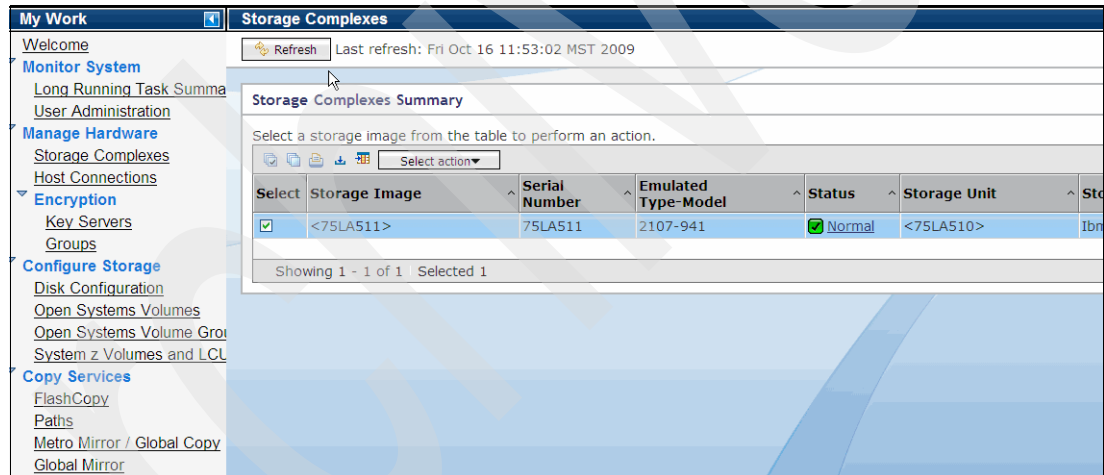 My Work
Welcome
Monitor System
Long Running Task Summa
User Administration
Manage Hardware
Storage Complexes
Host Connections
Encryption
Key Servers
Groups
Configure Storage
Disk Configuration
Open Systems Volumes
Open Systems Volume Grou
System z Volumes and LCU
Copy Services
FlashCopy
Paths
Metro Mirror / Global Copy
Global Mirror
Storage Complexes
Refresh Last refresh: Fri Oct 16 11:53:02 MST 2009
Storage Complexes Summary
Select a storage image from the table to perform an action.
Select action
Select Storage Image Serial Number Emulated Type-Model Status Storage Unit Sto
<75LA511> 75LA511 2107-941 Normal <75LA510> Ibm
Showing 1 - 1 of 1 Selected 1